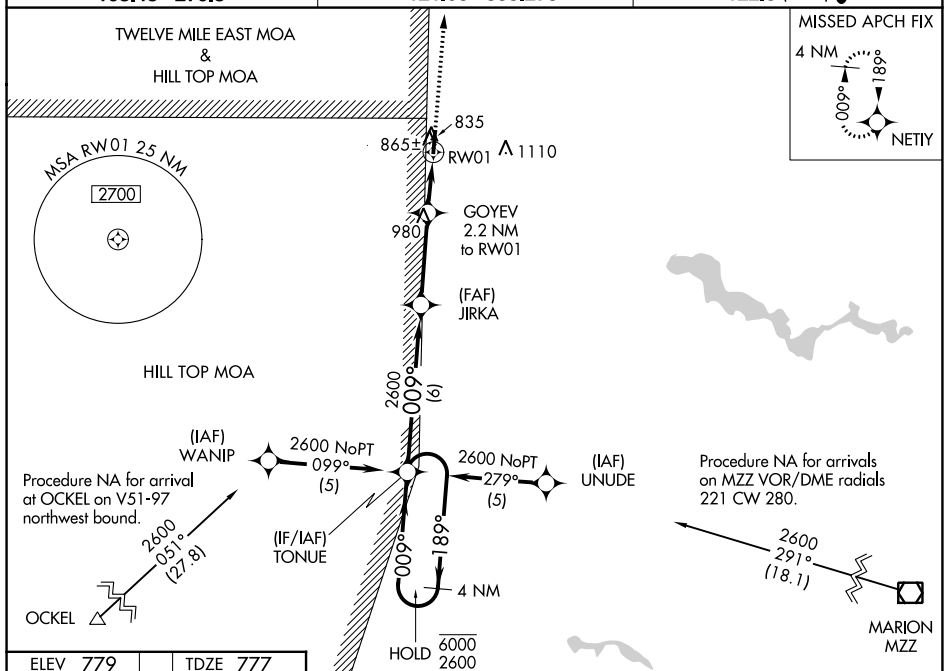 TWELVE MILE EAST MOA
&
HILL TOP MOA
MISSED APCH FIX
4 NM
009°
189°
NETIY
MSA RW01 25 NM
2700
835
865±
RW01
1110
980
GOYEV
2.2 NM
to RW01
(FAF)
JIRKA
HILL TOP MOA
2600
009°
(6)
(IAF)
WANIP
2600 NoPT
099°
(5)
2600 NoPT
279°
(5)
(IAF)
UNUDE
Procedure NA for arrival
at OCKEL on V51-97
northwest bound.
Procedure NA for arrivals
on MZZ VOR/DME radials
221 CW 280.
2600
051°
(27.8)
(IF/IAF)
TONUE
009°
189°
4 NM
2600
291°
(18.1)
OCKEL
HOLD
6000
2600
MARION
MZZ
ELEV 779
TDZE 777